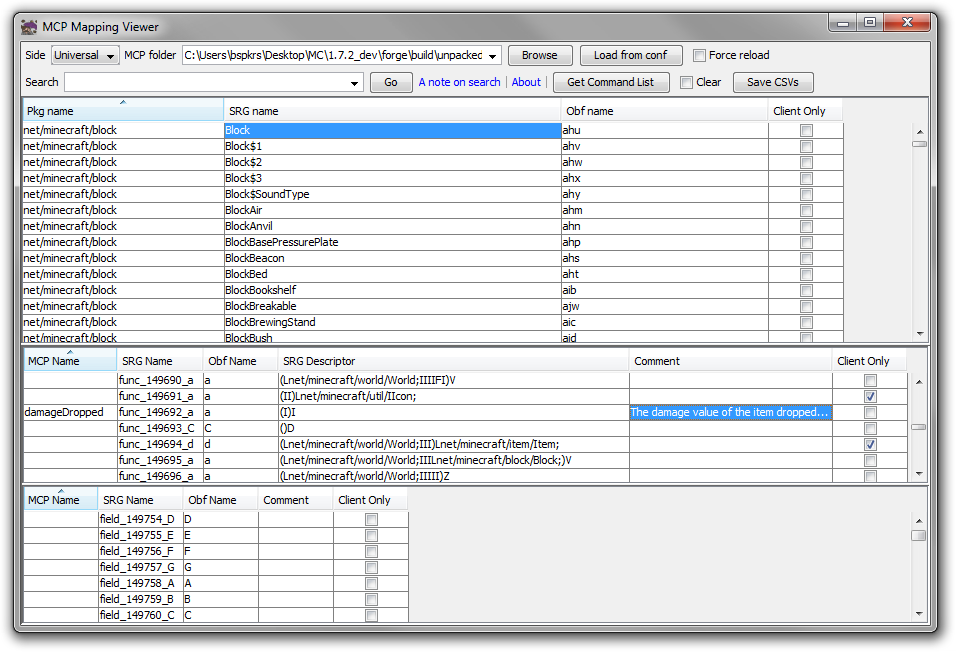 MCP Mapping Viewer
Side Universal MCP folder C:\Users\bspkrs\Desktop\MC\1.7.2_dev\forge\build\unpacked Browse Load from conf Force reload
Search Go A note on search | About Get Command List Clear Save CSVs
Pkg name SRG name Obf name Client Only
net/minecraft/block Block ahu
net/minecraft/block Block$1 ahv
net/minecraft/block Block$2 ahw
net/minecraft/block Block$3 ahx
net/minecraft/block Block$SoundType ahy
net/minecraft/block BlockAir ahm
net/minecraft/block BlockAnvil ahn
net/minecraft/block BlockBasePressurePlate ahp
net/minecraft/block BlockBeacon ahs
net/minecraft/block BlockBed aht
net/minecraft/block BlockBookshelf aib
net/minecraft/block BlockBreakable ajw
net/minecraft/block BlockBrewingStand aic
net/minecraft/block BlockBush aid
MCP Name SRG Name Obf Name SRG Descriptor Comment Client Only
func_149690_a a (Lnet/minecraft/world/World;IIIIFI)V
func_149691_a a (II)Lnet/minecraft/util/IIcon;
damageDropped func_149692_a a (I)I The damage value of the item dropped...
func_149693_C C ()D
func_149694_d d (Lnet/minecraft/world/World;III)Lnet/minecraft/item/Item;
func_149695_a a (Lnet/minecraft/world/World;IIILnet/minecraft/block/Block;)V
func_149696_a a (Lnet/minecraft/world/World;IIIII)Z
MCP Name SRG Name Obf Name Comment Client Only
field_149754_D D
field_149755_E E
field_149756_F F
field_149757_G G
field_149758_A A
field_149759_B B
field_149760_C C